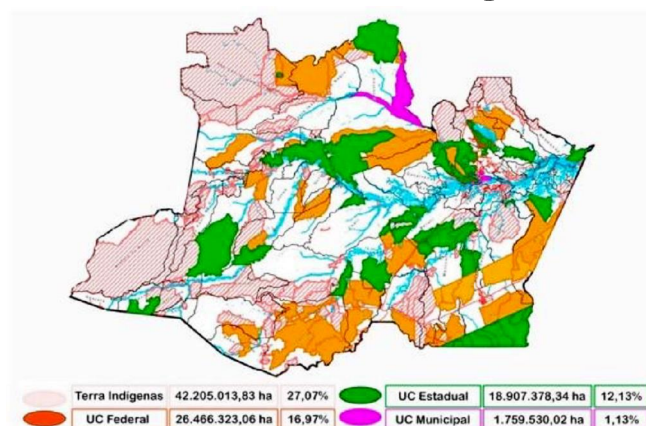 Terra Indígenas 42.205.013,83 ha 27,07% UC Estadual 18.907.378,34 ha 12,13%
UC Federal 26.466.323,06 ha 16,97% UC Municipal 1.759.530,02 ha 1,13%